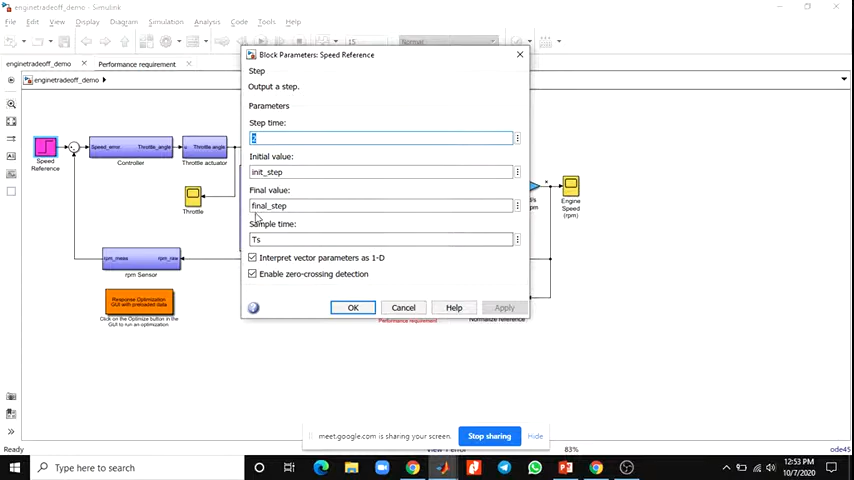 enginetradeoff_demo - Simulink
File Edit View Display Diagram Simulation Analysis Code Tools Help
15
Normal
enginetradeoff_demo
Performance requirement
enginetradeoff_demo
Block Parameters: Speed Reference
Step
Output a step.
Parameters
Step time:
2
Initial value:
init_step
Final value:
final_step
Sample time:
Ts
Interpret vector parameters as 1-D
Enable zero-crossing detection
OK Cancel Help Apply
Speed
Reference
Speed_error
Throttle_angle
Controller
Throttle angle
Throttle actuator
Throttle
rpm_meas
rpm Sensor
Response Optimization
GUI with preloaded data
Click on the Optimize button in the
GUI to run an optimization
Engine
Speed
(rpm)
Performance requirement
Normalize reference
meet.google.com is sharing your screen.
Stop sharing
Hide
Ready
View 1 error
83%
ode45
Type here to search
12:53 PM
10/7/2020